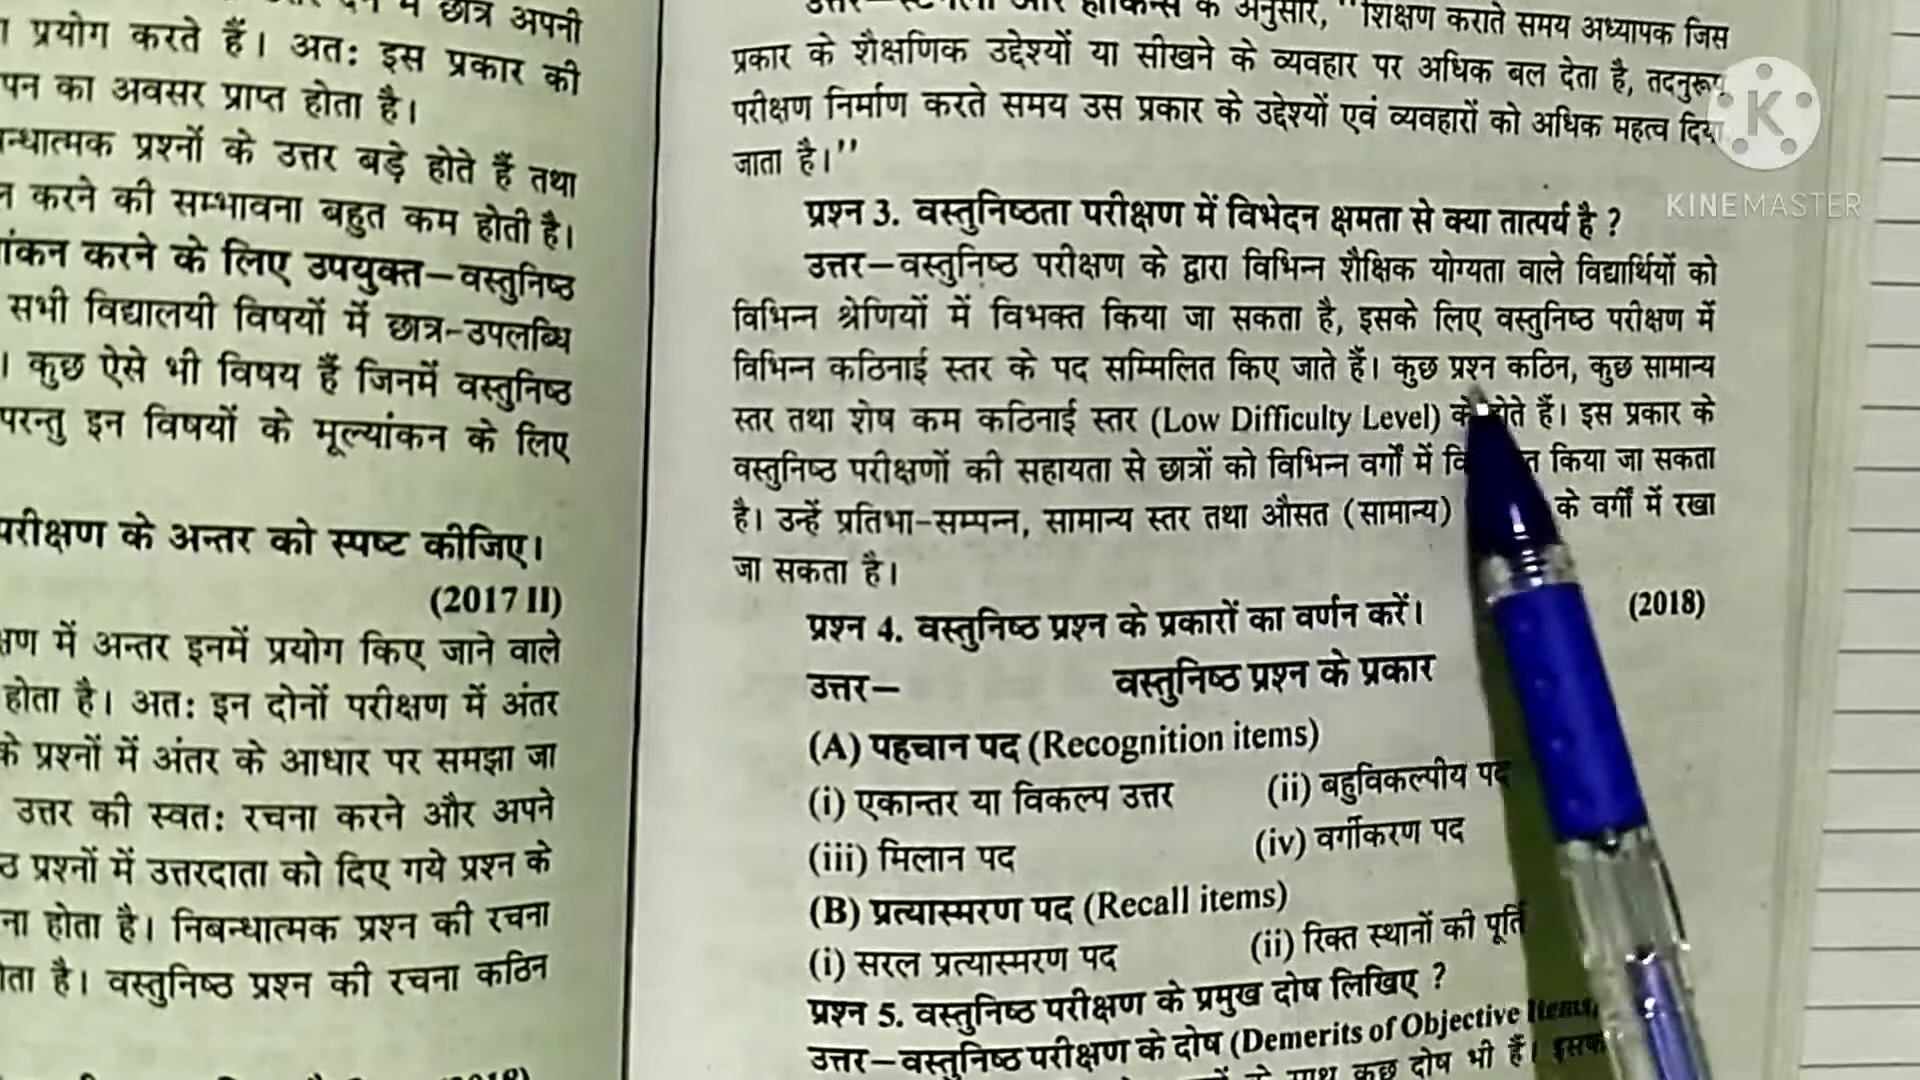 छात्र अपनी
प्रयोग करते हैं। अतः इस प्रकार की
पन का अवसर प्राप्त होता है।
न्धात्मक प्रश्नों के उत्तर बड़े होते हैं तथा
करने की सम्भावना बहुत कम होती है।
ांकन करने के लिए उपयुक्त–वस्तुनिष्ठ
सभी विद्यालयी विषयों में छात्र-उपलब्धि
। कुछ ऐसे भी विषय हैं जिनमें वस्तुनिष्ठ
परन्तु इन विषयों के मूल्यांकन के लिए
परीक्षण के अन्तर को स्पष्ट कीजिए।
(2017 II)
क्षण में अन्तर इनमें प्रयोग किए जाने वाले
होता है। अतः इन दोनों परीक्षण में अंतर
के प्रश्नों में अंतर के आधार पर समझा जा
उत्तर की स्वतः रचना करने और अपने
ठ प्रश्नों में उत्तरदाता को दिए गये प्रश्न के
ना होता है। निबन्धात्मक प्रश्न की रचना
ोता है। वस्तुनिष्ठ प्रश्न की रचना कठिन
के अनुसार, ''शिक्षण कराते समय अध्यापक जिस
प्रकार के शैक्षणिक उद्देश्यों या सीखने के व्यवहार पर अधिक बल देता है, तदनुरूप
परीक्षण निर्माण करते समय उस प्रकार के उद्देश्यों एवं व्यवहारों को अधिक महत्व दिया
जाता है।''
प्रश्न 3. वस्तुनिष्ठता परीक्षण में विभेदन क्षमता से क्या तात्पर्य है ?
उत्तर–वस्तुनिष्ठ परीक्षण के द्वारा विभिन्न शैक्षिक योग्यता वाले विद्यार्थियों को
विभिन्न श्रेणियों में विभक्त किया जा सकता है, इसके लिए वस्तुनिष्ठ परीक्षण में
विभिन्न कठिनाई स्तर के पद सम्मिलित किए जाते हैं। कुछ प्रश्न कठिन, कुछ सामान्य
स्तर तथा शेष कम कठिनाई स्तर (Low Difficulty Level) के होते हैं। इस प्रकार के
वस्तुनिष्ठ परीक्षणों की सहायता से छात्रों को विभिन्न वर्गों में किया जा सकता
है। उन्हें प्रतिभा-सम्पन्न, सामान्य स्तर तथा औसत (सामान्य) के वर्गों में रखा
जा सकता है।
प्रश्न 4. वस्तुनिष्ठ प्रश्न के प्रकारों का वर्णन करें। (2018)
उत्तर– वस्तुनिष्ठ प्रश्न के प्रकार
(A) पहचान पद (Recognition items)
(i) एकान्तर या विकल्प उत्तर (ii) बहुविकल्पीय पद
(iii) मिलान पद (iv) वर्गीकरण पद
(B) प्रत्यास्मरण पद (Recall items)
(i) सरल प्रत्यास्मरण पद (ii) रिक्त स्थानों की पूर्ति
प्रश्न 5. वस्तुनिष्ठ परीक्षण के प्रमुख दोष लिखिए ?
उत्तर–वस्तुनिष्ठ परीक्षण के दोष (Demerits of Objective Items)
कुछ दोष भी हैं। इसके
K
KINEMASTER